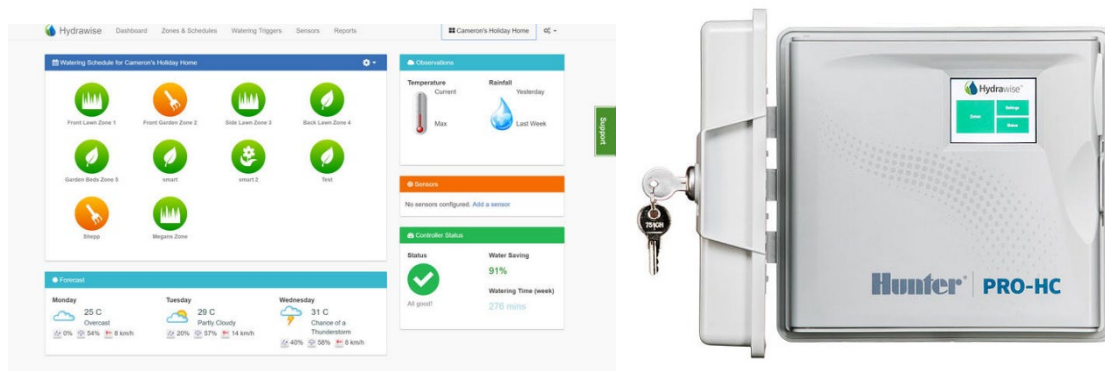 Hydrawise
Dashboard
Zones & Schedules
Watering Triggers
Sensors
Reports
Cameron's Holiday Home
Watering Schedule for Cameron's Holiday Home
Front Lawn Zone 1
Front Garden Zone 2
Side Lawn Zone 3
Back Lawn Zone 4
Garden Beds Zone 5
smart
smart 2
Test
Shepp
Megans Zone
Forecast
Monday
25 C
Overcast
0% 54% 8 km/h
Tuesday
29 C
Partly Cloudy
20% 57% 14 km/h
Wednesday
31 C
Chance of a
Thunderstorm
40% 58% 6 km/h
Observations
Temperature
Current
Max
Rainfall
Yesterday
Last Week
Sensors
No sensors configured. Add a sensor
Controller Status
Status
All good!
Water Saving
91%
Watering Time (week)
276 mins
Support
Hydrawise
Settings
Status
Hunter PRO-HC